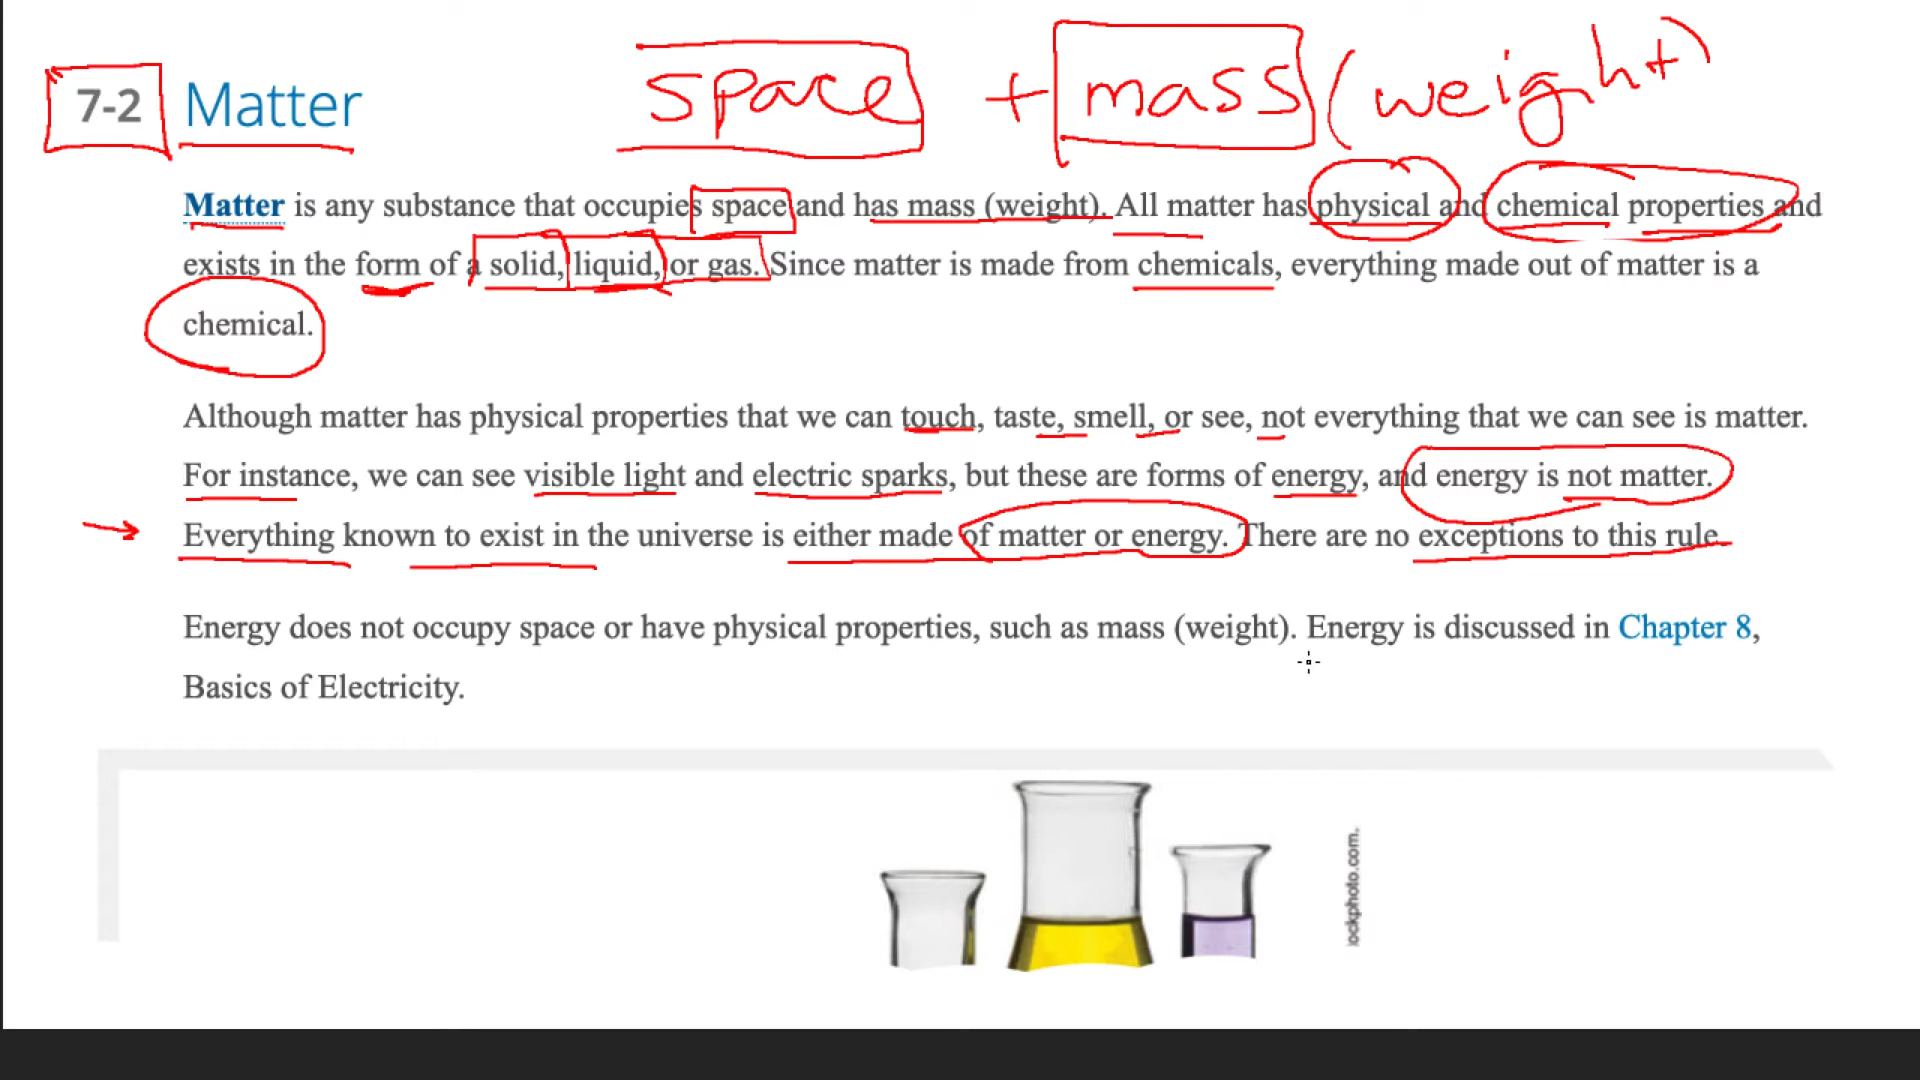 7-2 Matter space + mass (weight)
Matter is any substance that occupies space and has mass (weight). All matter has physical and chemical properties and
exists in the form of a solid, liquid, or gas. Since matter is made from chemicals, everything made out of matter is a
chemical.
Although matter has physical properties that we can touch, taste, smell, or see, not everything that we can see is matter.
For instance, we can see visible light and electric sparks, but these are forms of energy, and energy is not matter.
Everything known to exist in the universe is either made of matter or energy. There are no exceptions to this rule.
Energy does not occupy space or have physical properties, such as mass (weight). Energy is discussed in Chapter 8,
Basics of Electricity.
ockphoto.com.